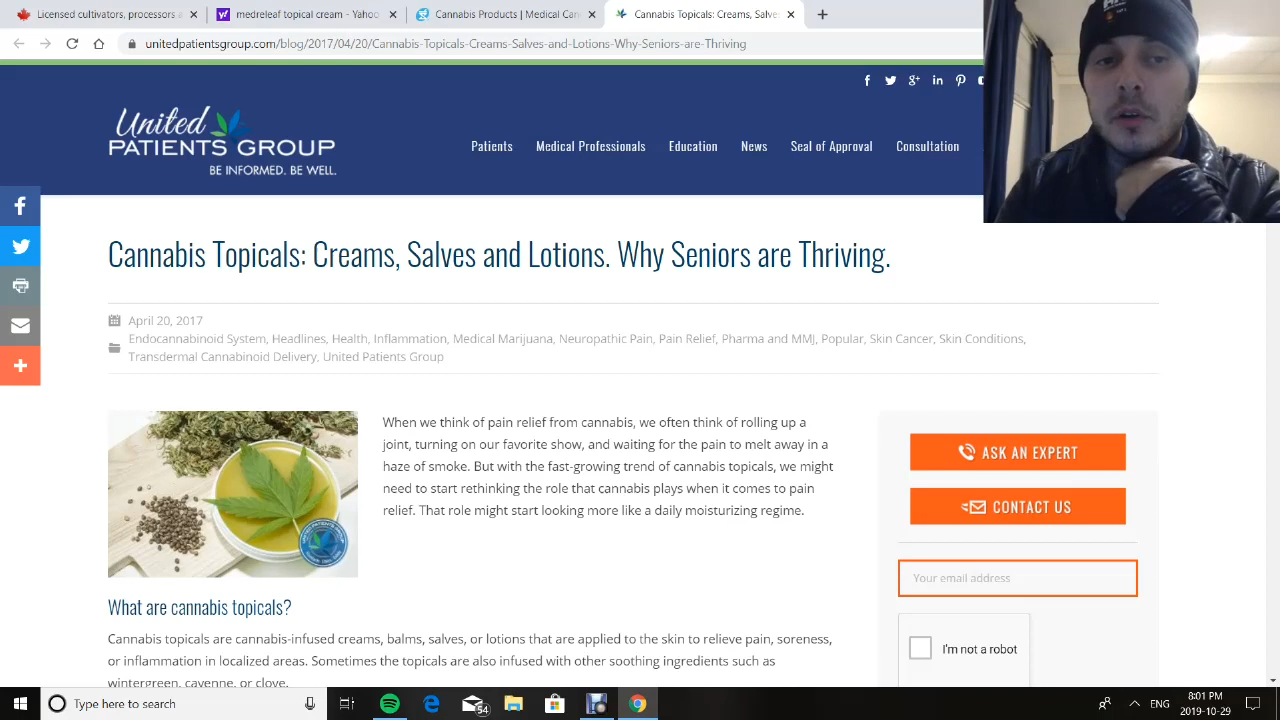 Cannabis Products | Medical Can
medreleaf topical cream - Yahoo
Cannabis Products | Medical Can
Cannabis Topicals: Creams, Salve
unitedpatientsgroup.com/blog/2017/04/20/Cannabis-Topicals-Creams-Salves-and-Lotions-Why-Seniors-are-Thriving
United
PATIENTS GROUP
BE INFORMED. BE WELL.
Patients Medical Professionals Education News Seal of Approval Consultation
Cannabis Topicals: Creams, Salves and Lotions. Why Seniors are Thriving.
April 20, 2017
Endocannabinoid System, Headlines, Health, Inflammation, Medical Marijuana, Neuropathic Pain, Pain Relief, Pharma and MMJ, Popular, Skin Cancer, Skin Conditions,
Transdermal Cannabinoid Delivery, United Patients Group
When we think of pain relief from cannabis, we often think of rolling up a
joint, turning on our favorite show, and waiting for the pain to melt away in a
haze of smoke. But with the fast-growing trend of cannabis topicals, we might
need to start rethinking the role that cannabis plays when it comes to pain
relief. That role might start looking more like a daily moisturizing regime.
ASK AN EXPERT
CONTACT US
Your email address
I'm not a robot
What are cannabis topicals?
Cannabis topicals are cannabis-infused creams, balms, salves, or lotions that are applied to the skin to relieve pain, soreness,
or inflammation in localized areas. Sometimes the topicals are also infused with other soothing ingredients such as
wintergreen, cayenne, or clove.
Type here to search
54
ENG
8:01 PM
2019-10-29